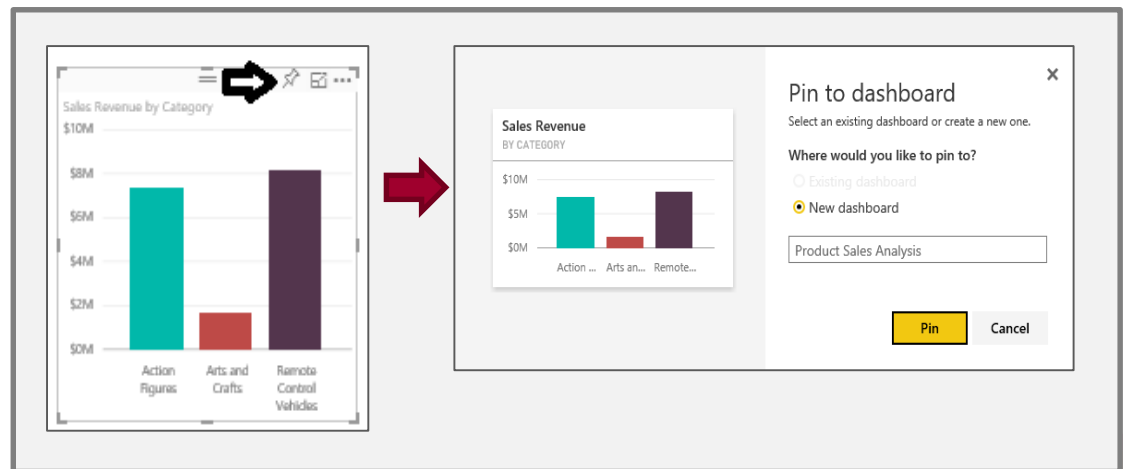 Sales Revenue by Category
$10M
$8M
$6M
$4M
$2M
$0M
Action
Figures
Arts and
Crafts
Remote
Control
Vehicles
Sales Revenue
BY CATEGORY
$10M
$5M
$0M
Action ... Arts an... Remote...
Pin to dashboard
Select an existing dashboard or create a new one.
Where would you like to pin to?
Existing dashboard
New dashboard
Product Sales Analysis
Pin Cancel